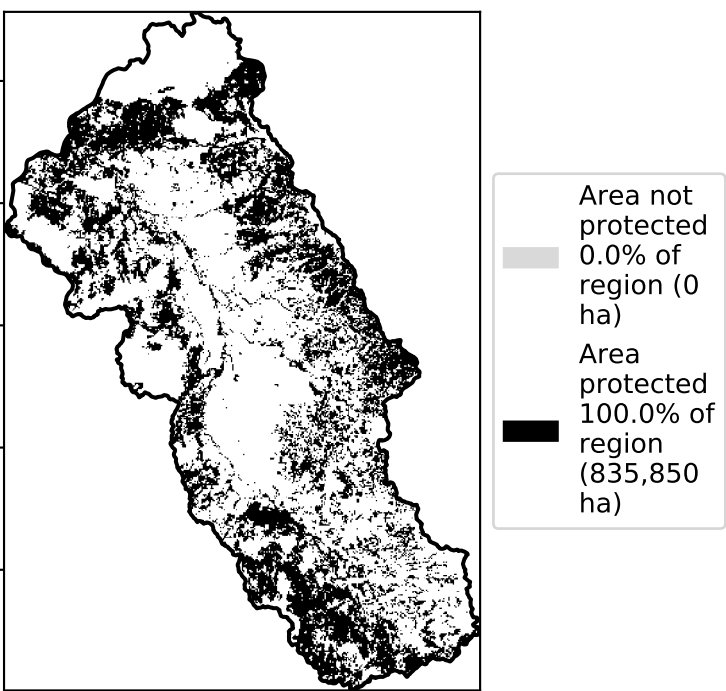 Area not
protected
0.0% of
region (0
ha)
Area
protected
100.0% of
region
(835,850
ha)